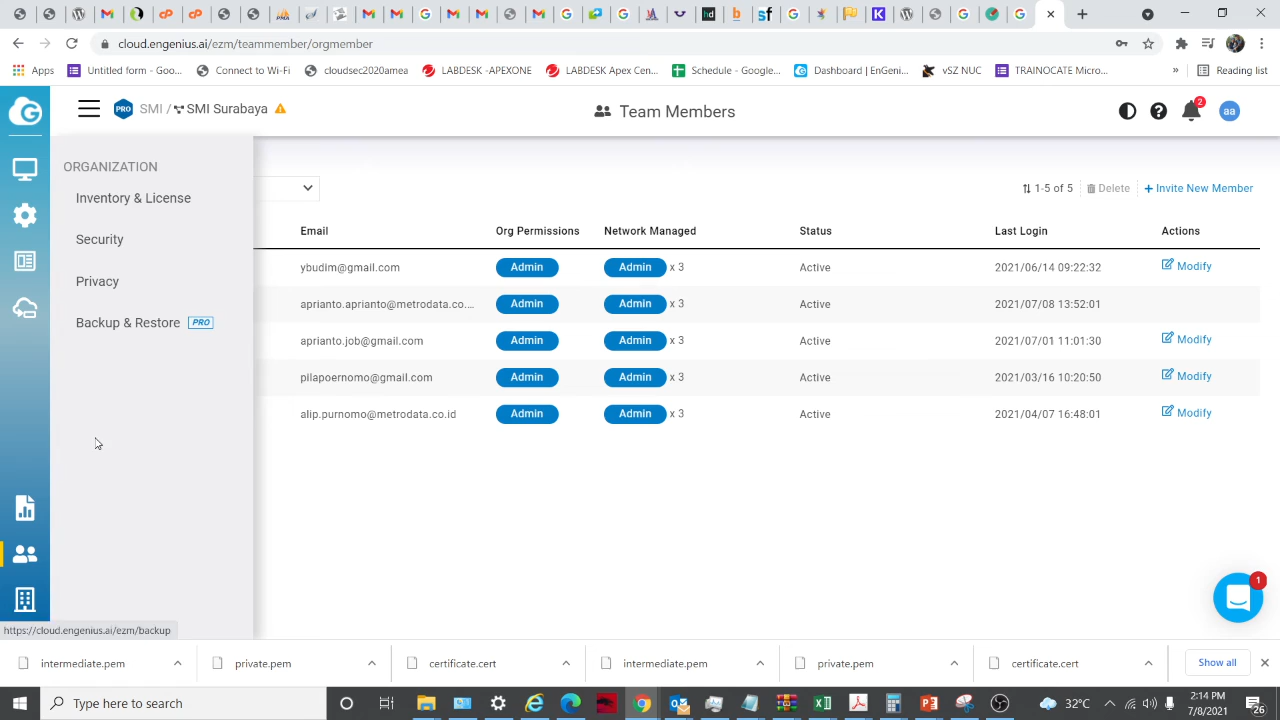 cloud.engenius.ai/ezm/teammember/orgmember
Apps
Untitled form - Goo...
Connect to Wi-Fi
cloudsec2020amea
LABDESK -APEXONE
LABDESK Apex Cen...
Schedule - Google...
Dashboard | EnGeni...
vSZ NUC
TRAINOCATE Micro...
»
Reading list
PRO SMI / SMI Surabaya
Team Members
2
aa
ORGANIZATION
Inventory & License
Security
Privacy
Backup & Restore PRO
1-5 of 5
Delete
+ Invite New Member
Email Org Permissions Network Managed Status Last Login Actions
ybudim@gmail.com Admin Admin x 3 Active 2021/06/14 09:22:32 Modify
aprianto.aprianto@metrodata.co.... Admin Admin x 3 Active 2021/07/08 13:52:01
aprianto.job@gmail.com Admin Admin x 3 Active 2021/07/01 11:01:30 Modify
pilapoernomo@gmail.com Admin Admin x 3 Active 2021/03/16 10:20:50 Modify
alip.purnomo@metrodata.co.id Admin Admin x 3 Active 2021/04/07 16:48:01 Modify
1
https://cloud.engenius.ai/ezm/backup
intermediate.pem
private.pem
certificate.cert
intermediate.pem
private.pem
certificate.cert
Show all
Type here to search
32°C
2:14 PM
7/8/2021
26